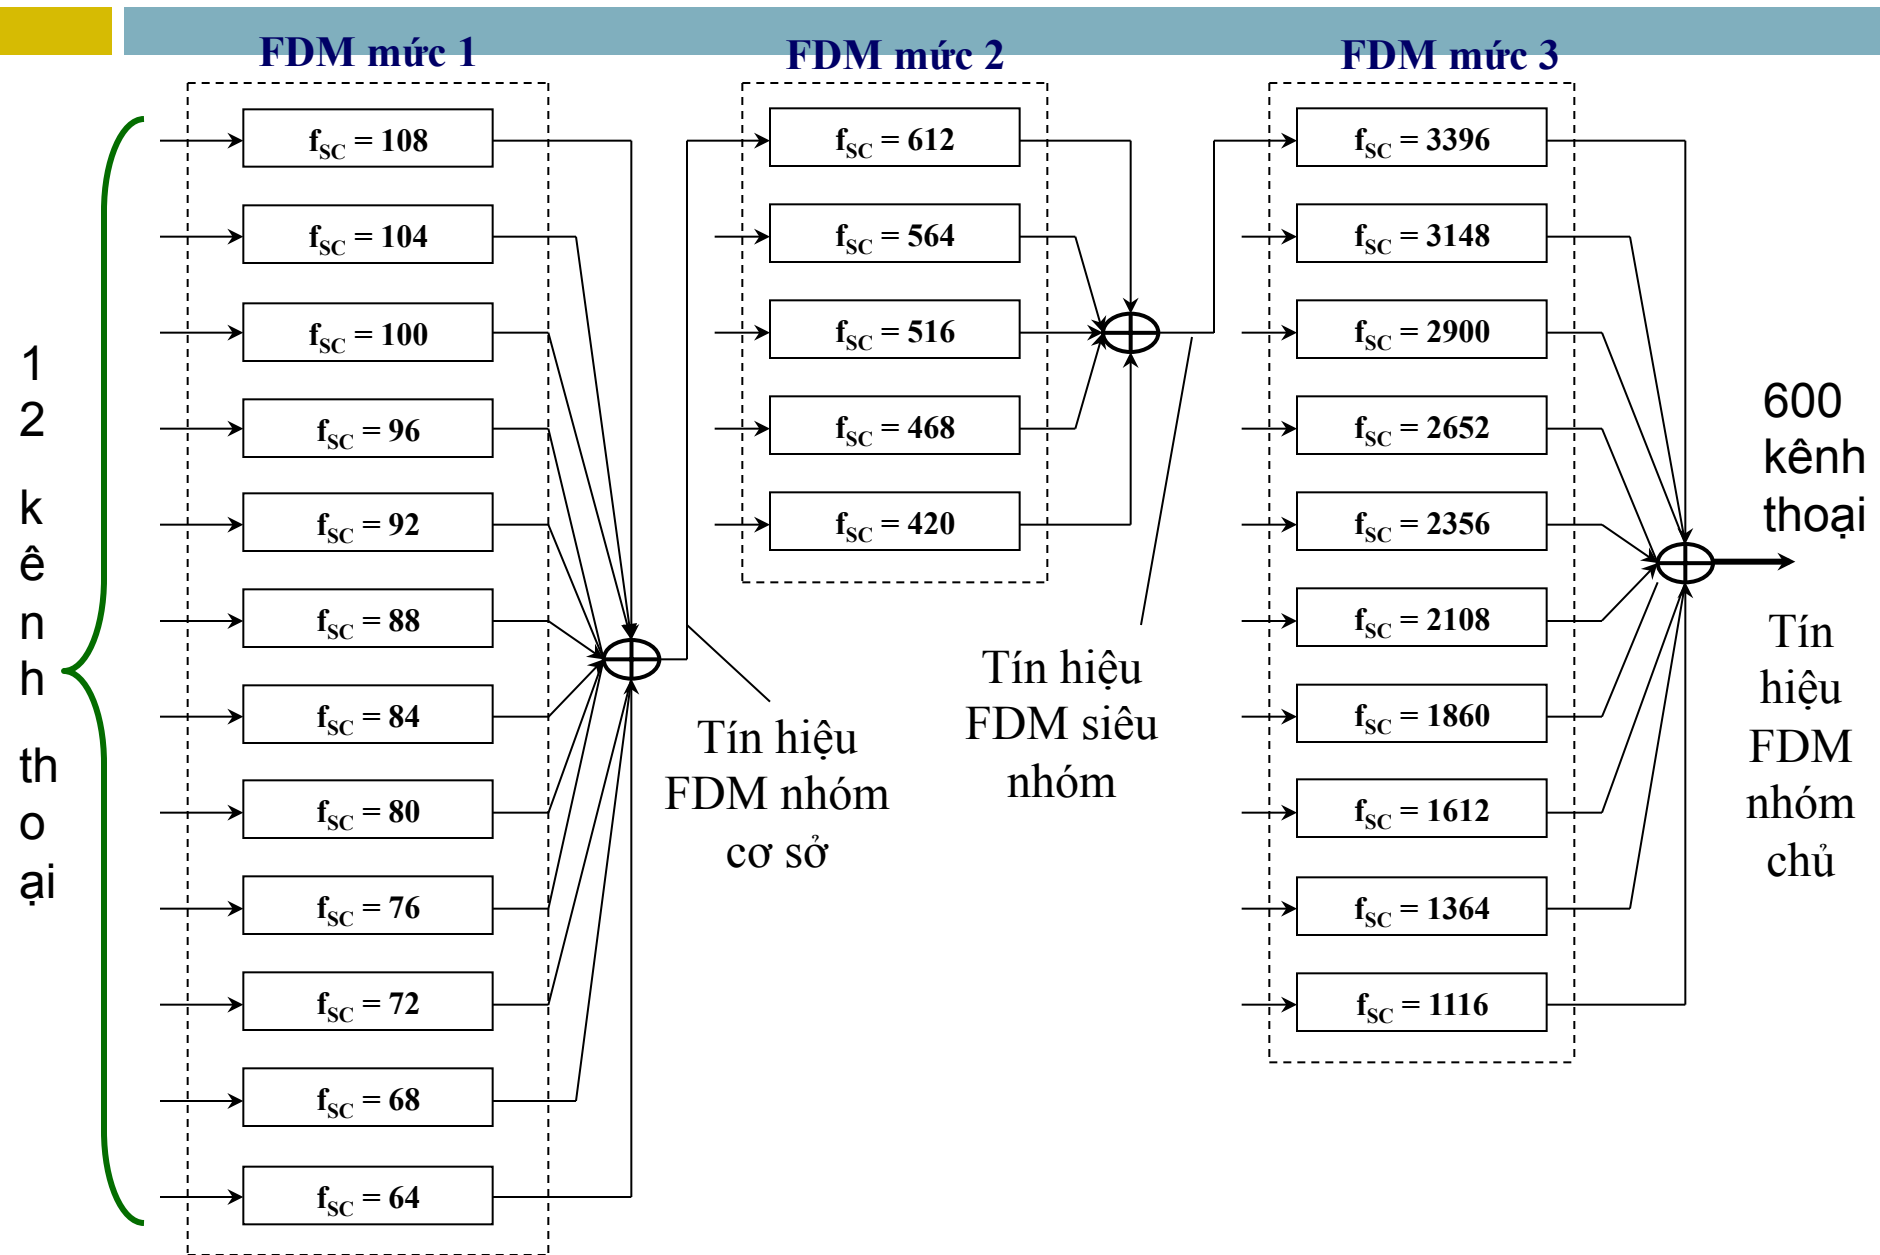 FDM mức 1
FDM mức 2
FDM mức 3
1
2
k
ê
n
h
th
o
ại
fSC = 108
fSC = 104
fSC = 100
fSC = 96
fSC = 92
fSC = 88
fSC = 84
fSC = 80
fSC = 76
fSC = 72
fSC = 68
fSC = 64
Tín hiệu
FDM nhóm
cơ sở
fSC = 612
fSC = 564
fSC = 516
fSC = 468
fSC = 420
Tín hiệu
FDM siêu
nhóm
fSC = 3396
fSC = 3148
fSC = 2900
fSC = 2652
fSC = 2356
fSC = 2108
fSC = 1860
fSC = 1612
fSC = 1364
fSC = 1116
600
kênh
thoại
Tín
hiệu
FDM
nhóm
chủ